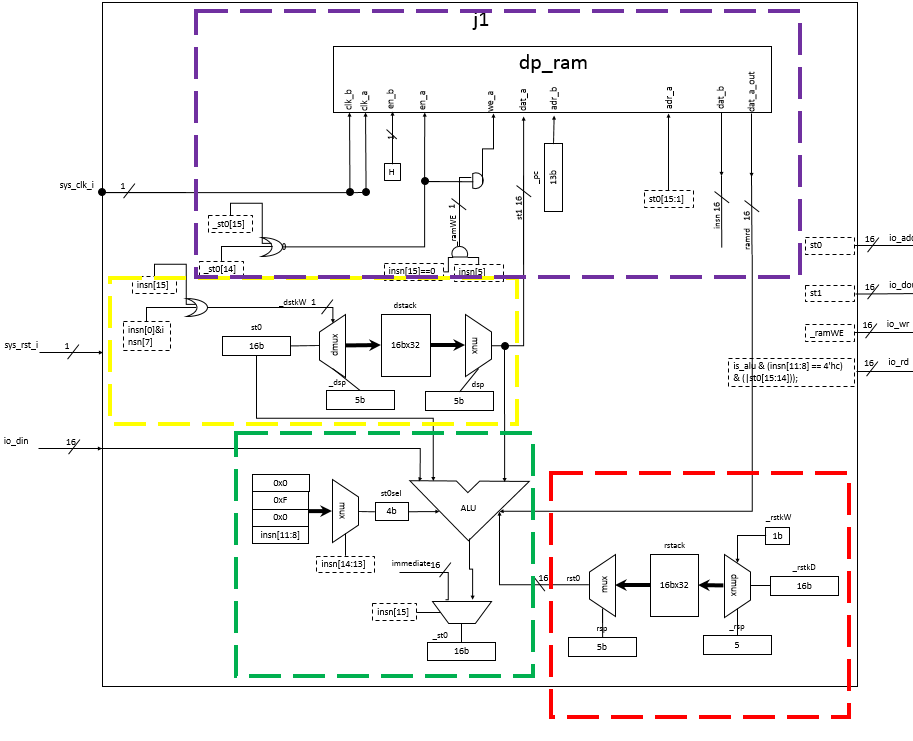 j1
dp_ram
clk_b
clk_a
en_b
en_a
we_a
dat_a
adr_b
adr_a
dat_b
dat_a_out
1
H
_pc
13b
sys_clk_i
1
st1 16
ramWE
1
_st0[15]
_st0[14]
st0[15:1]
insn 16
ramrd 16
insn[15]==0
insn[5]
st0
16
st1
16
io_wr
_ramWE
16
io_rd
is_alu & (insn[11:8] == 4'hc)
& (|st0[15:14]));
16
insn[15]
insn[0]&i
nsn[7]
_dstkW 1
dstack
st0
16b
dmux
16bx32
mux
_dsp
5b
dsp
5b
sys_rst_i
1
io_din
16
0x0
0xF
0x0
insn[11:8]
mux
st0sel
4b
ALU
insn[14:13]
immediate 16
insn[15]
_st0
16b
16
rst0
rstack
_rstkW
1b
mux
16bx32
dmux
_rstkD
16b
rsp
5b
_rsp
5